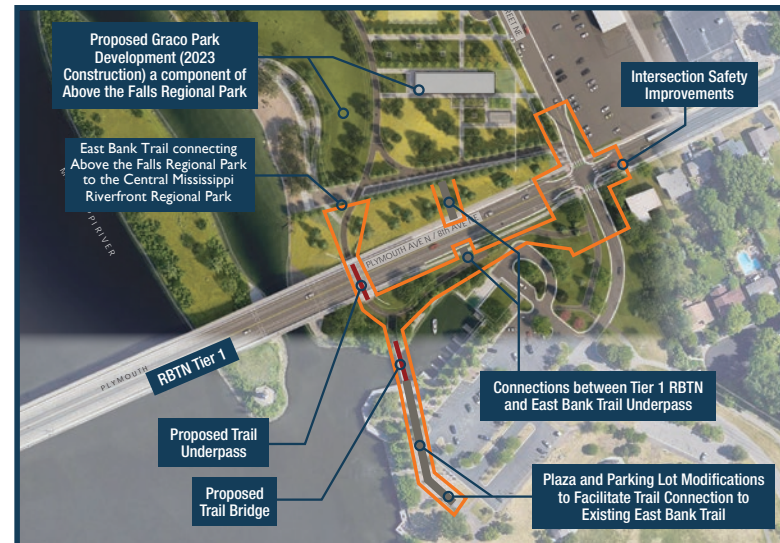 Proposed Graco Park
Development (2023
Construction) a component of
Above the Falls Regional Park
East Bank Trail connecting
Above the Falls Regional Park
to the Central Mississippi
Riverfront Regional Park
Intersection Safety
Improvements
PLYMOUTH AVE N / 8th AVE NE
PLYMOUTH
RBTN Tier 1
Proposed Trail
Underpass
Proposed
Trail Bridge
Connections between Tier 1 RBTN
and East Bank Trail Underpass
Plaza and Parking Lot Modifications
to Facilitate Trail Connection to
Existing East Bank Trail